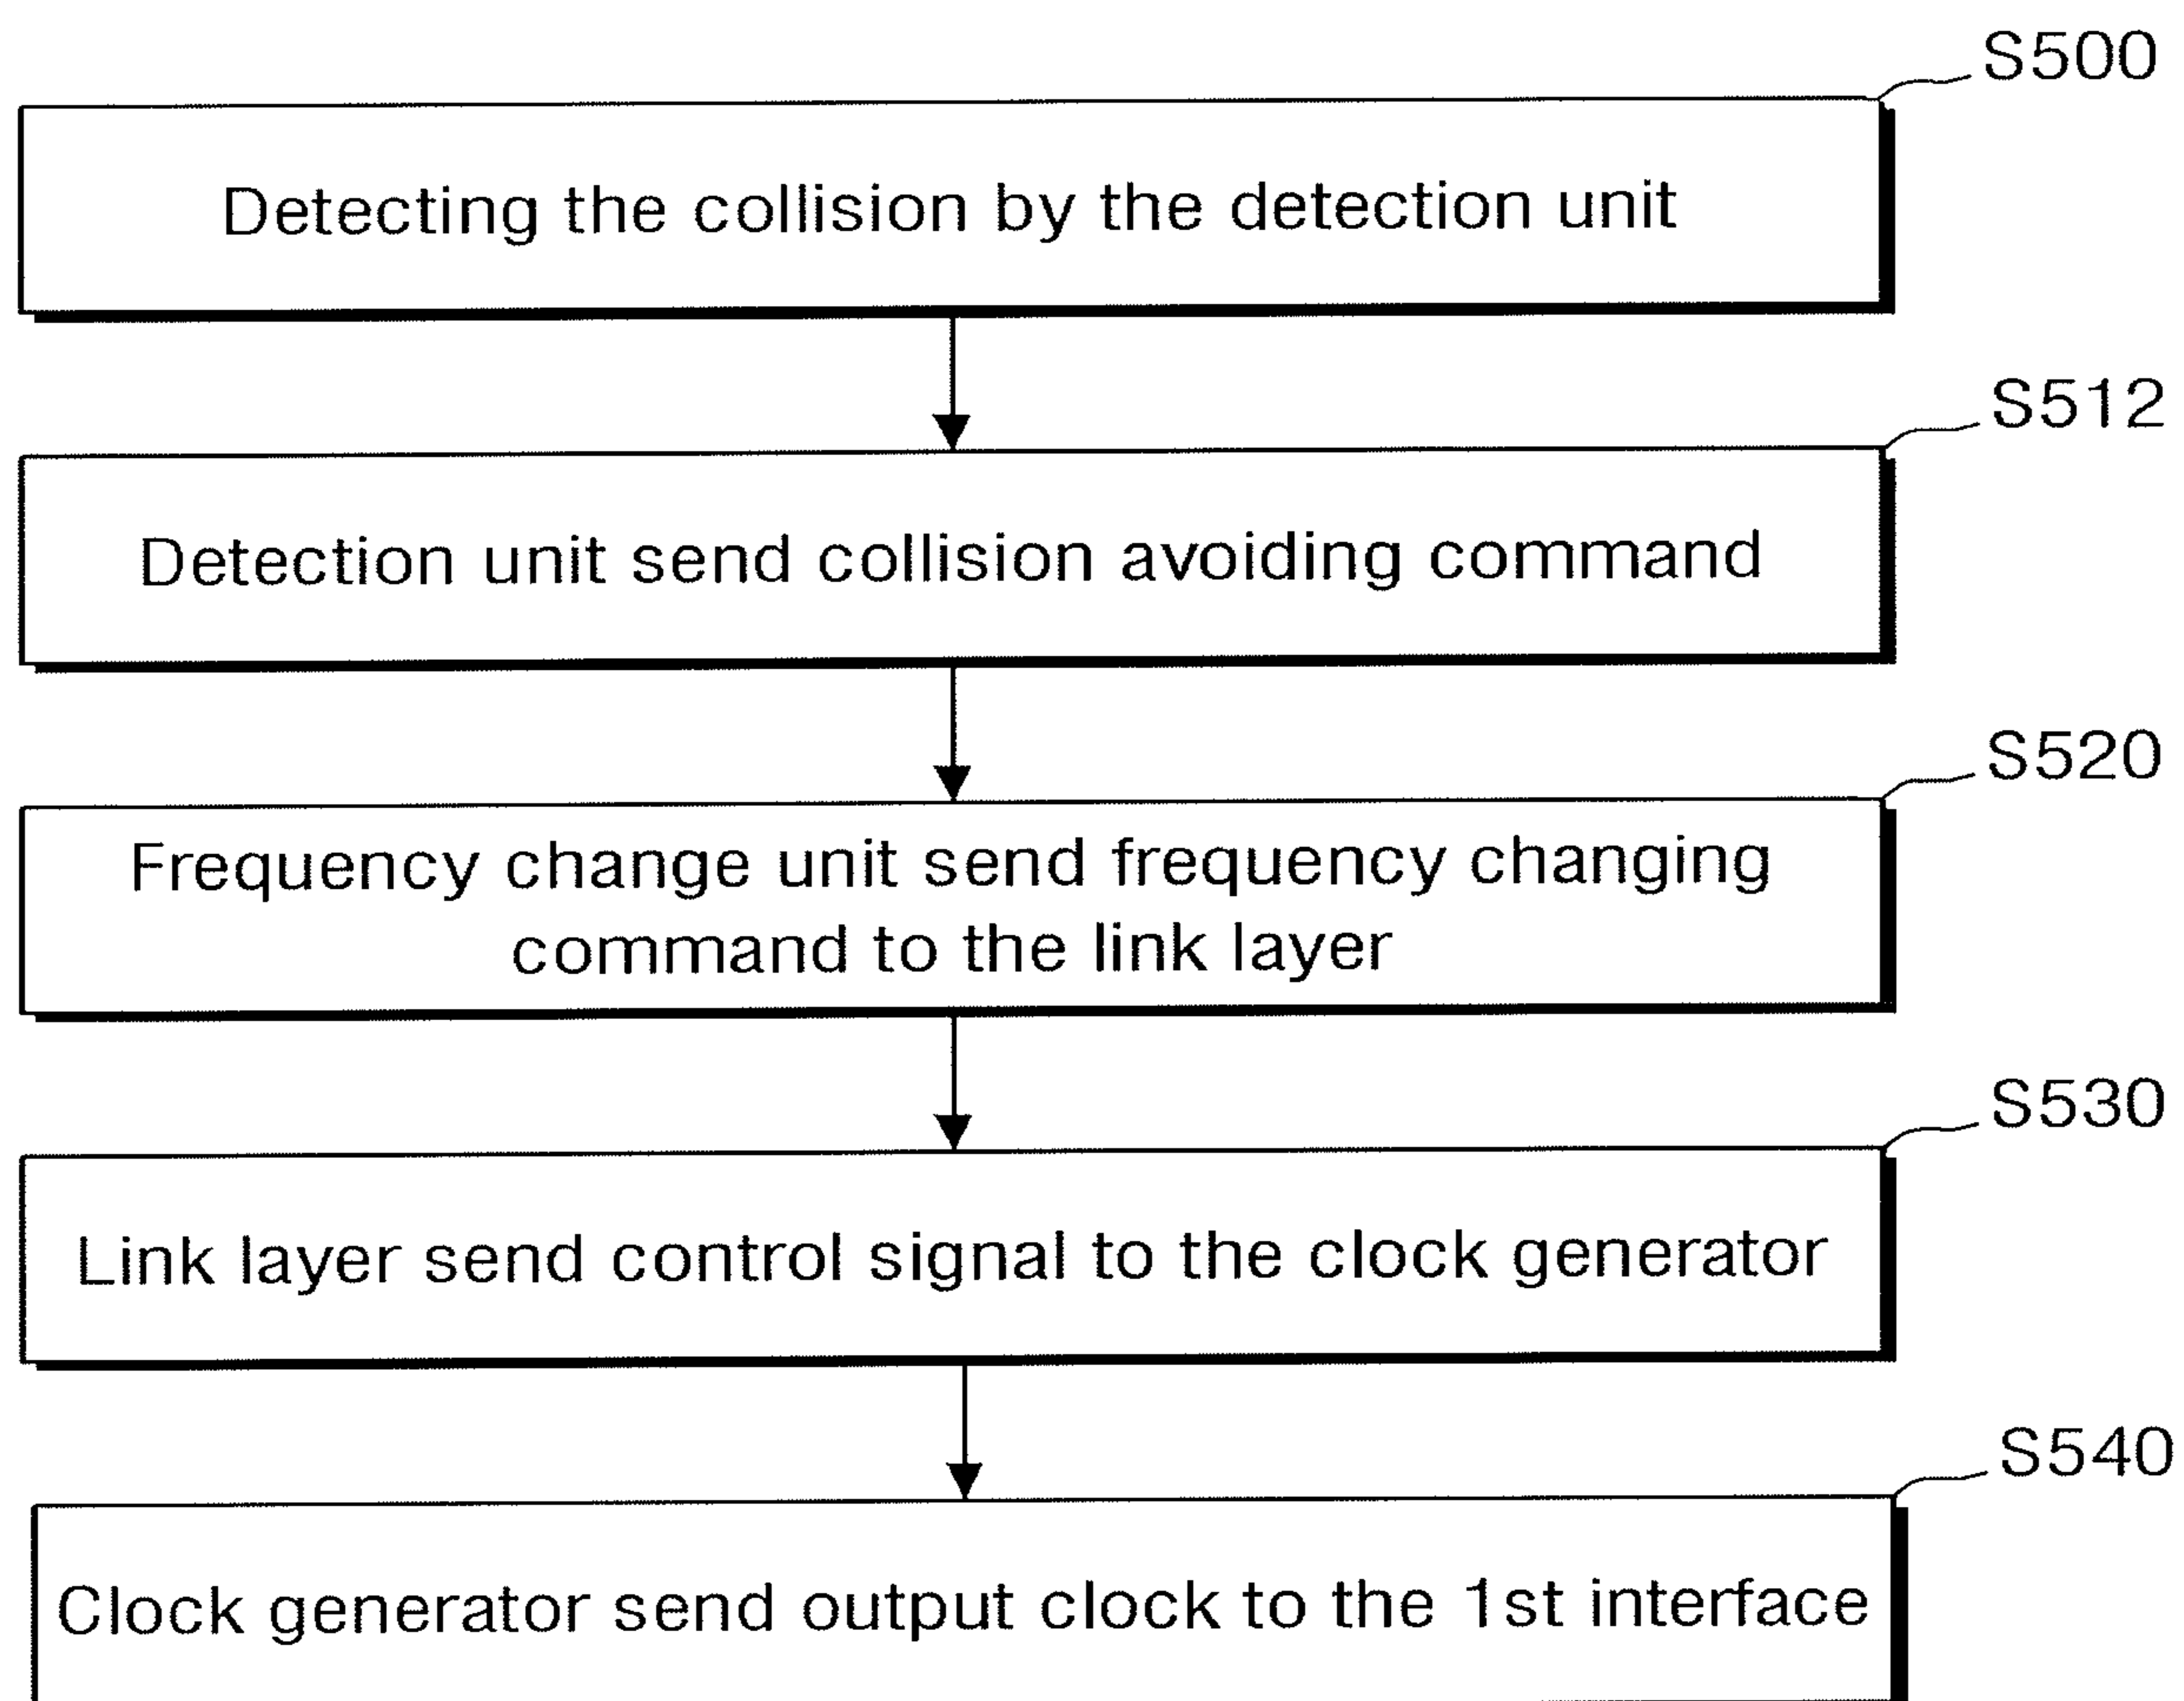 S500
Detecting the collision by the detection unit
S512
Detection unit send collision avoiding command
S520
Frequency change unit send frequency changing
command to the link layer
S530
Link layer send control signal to the clock generator
S540
Clock generator send output clock to the 1st interface